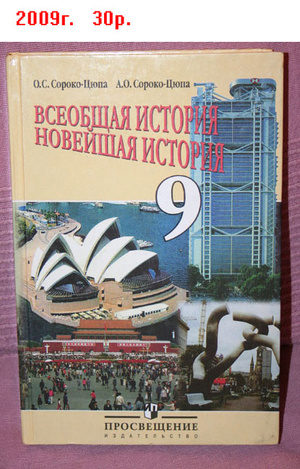 2009г. 30р.
О.С. Сороко-Цюпа А.О. Сороко-Цюпа
ВСЕОБЩАЯ ИСТОРИЯ
НОВЕЙШАЯ ИСТОРИЯ
9
ПРОСВЕЩЕНИЕ
ИЗДАТЕЛЬСТВО